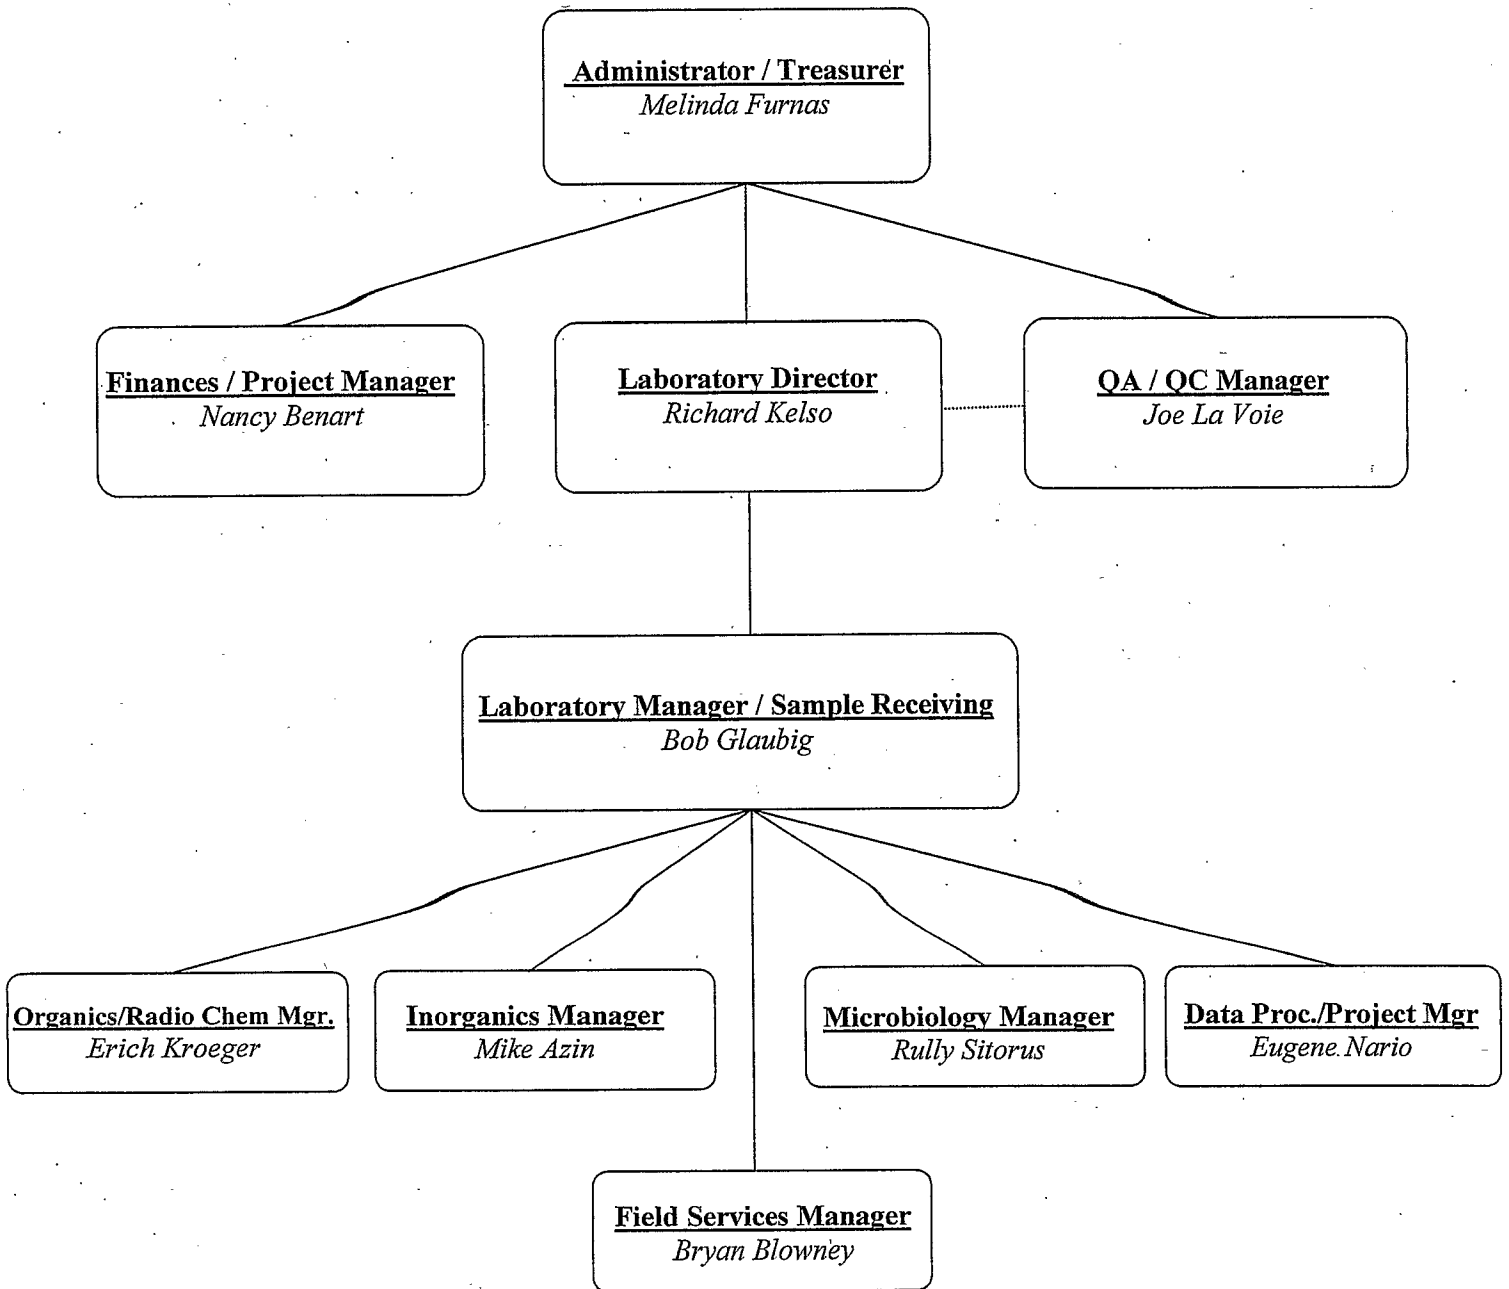 Administrator / Treasurer
Melinda Furnas
Finances / Project Manager
Nancy Benart
Laboratory Director
Richard Kelso
QA / QC Manager
Joe La Voie
Laboratory Manager / Sample Receiving
Bob Glaubig
Organics/Radio Chem Mgr.
Erich Kroeger
Inorganics Manager
Mike Azin
Microbiology Manager
Rully Sitorus
Data Proc./Project Mgr
Eugene Nario
Field Services Manager
Bryan Blowney